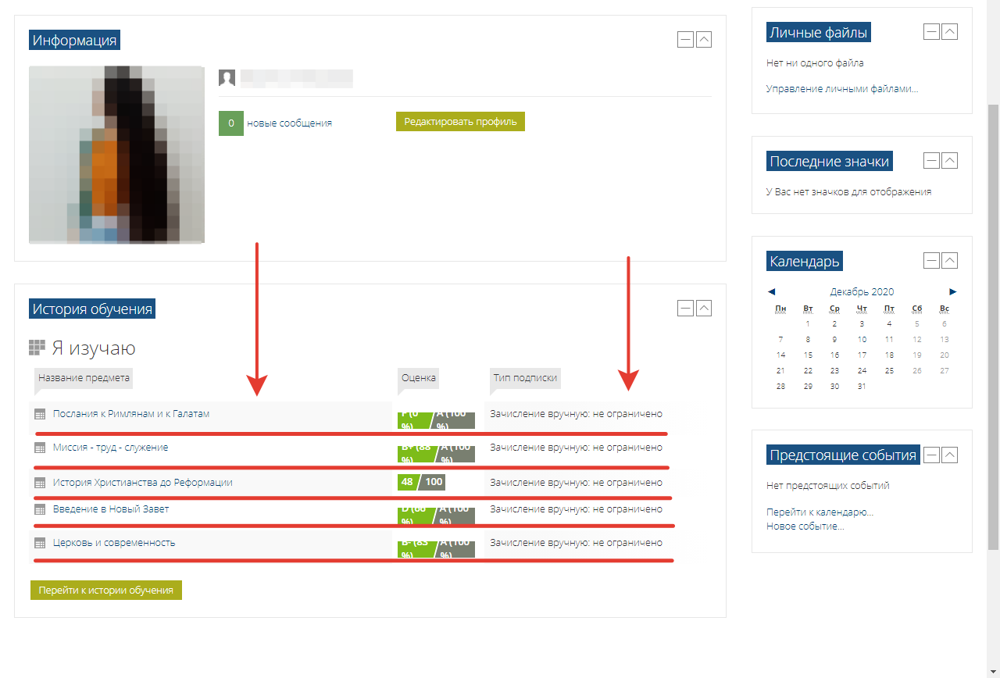 Информация
0 новые сообщения
Редактировать профиль
История обучения
Я изучаю
Название предмета Оценка Тип подписки
Послания к Римлянам и к Галатам F (0 %) A (100 %) Зачисление вручную: не ограничено
Миссия - труд - служение B+ (88 %) A (100 %) Зачисление вручную: не ограничено
История Христианства до Реформации 48 100 Зачисление вручную: не ограничено
Введение в Новый Завет %) A (100 %) Зачисление вручную: не ограничено
Церковь и современность B- (83 %) A (100 %) Зачисление вручную: не ограничено
Перейти к истории обучения
Личные файлы
Нет ни одного файла
Управление личными файлами...
Последние значки
У Вас нет значков для отображения
Календарь
◀ Декабрь 2020 ▶
Пн Вт Ср Чт Пт Сб Вс
1 2 3 4 5 6
7 8 9 10 11 12 13
14 15 16 17 18 19 20
21 22 23 24 25 26 27
28 29 30 31
Предстоящие события
Нет предстоящих событий
Перейти к календарю...
Новое событие...